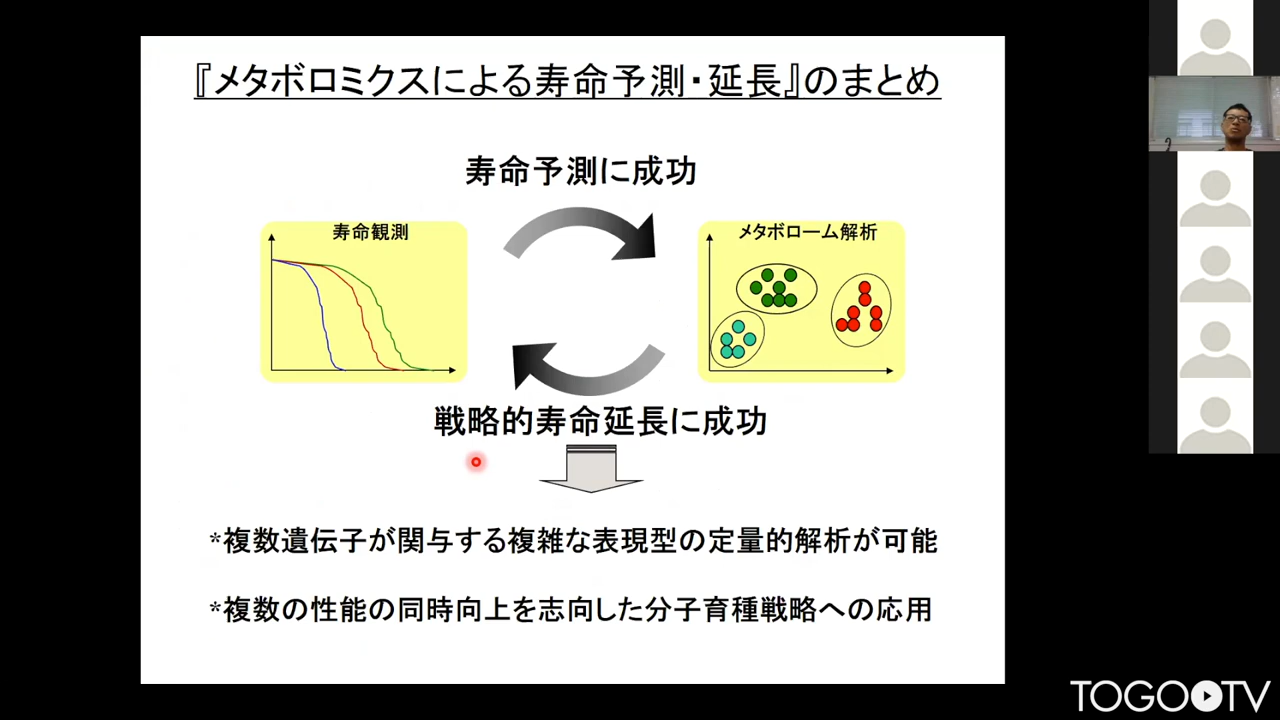 『メタボロミクスによる寿命予測・延長』のまとめ
寿命予測に成功
寿命観測
メタボローム解析
戦略的寿命延長に成功
*複数遺伝子が関与する複雑な表現型の定量的解析が可能
*複数の性能の同時向上を志向した分子育種戦略への応用
TOGO TV